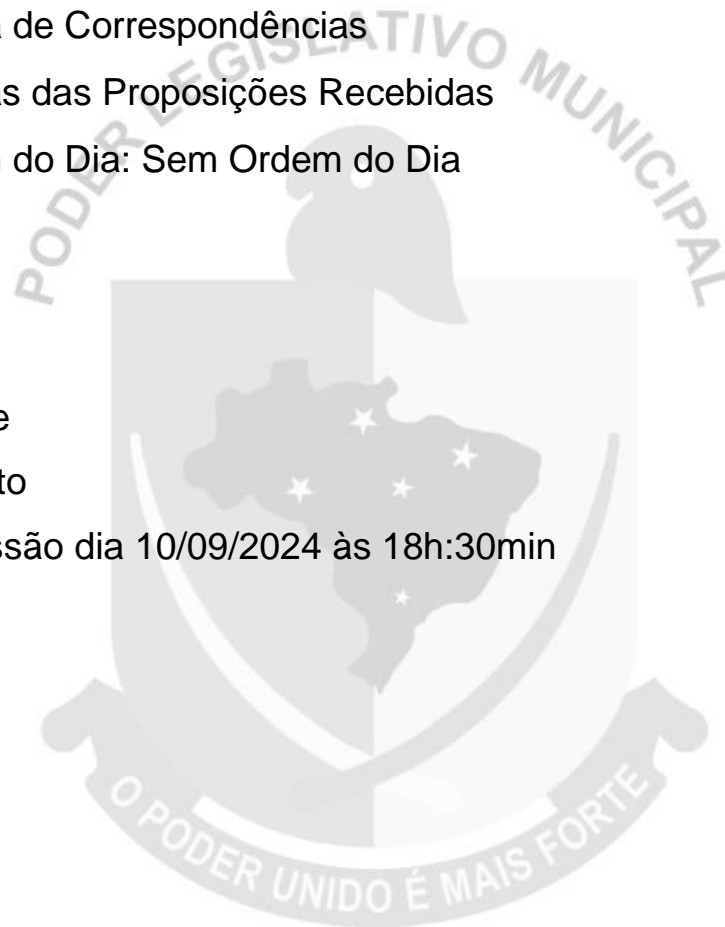 a de Correspondências
as das Proposições Recebidas
do Dia: Sem Ordem do Dia
e
to
ssão dia 10/09/2024 às 18h:30min
PODER LEGISLATIVO MUNICIPAL
O PODER UNIDO É MAIS FORTE